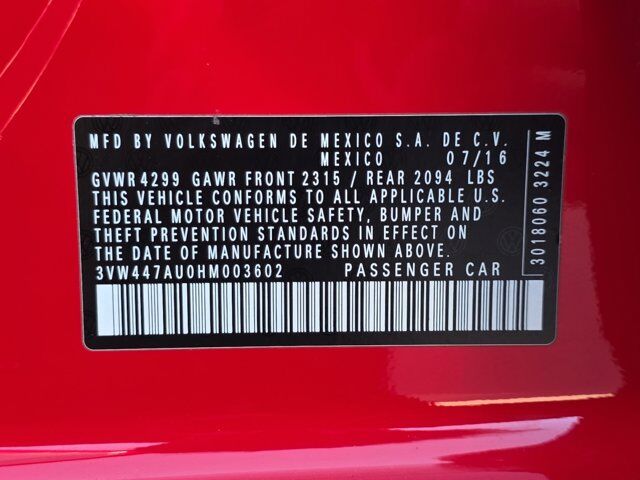 MFD BY VOLKSWAGEN DE MEXICO S.A. DE C.V.
MEXICO 07/16
GVWR 4299 GAWR FRONT 2315 / REAR 2094 LBS
THIS VEHICLE CONFORMS TO ALL APPLICABLE U.S.
FEDERAL MOTOR VEHICLE SAFETY, BUMPER AND
THEFT PREVENTION STANDARDS IN EFFECT ON
THE DATE OF MANUFACTURE SHOWN ABOVE.
3VW447AU0HM003602 PASSENGER CAR
3018060 3224 M